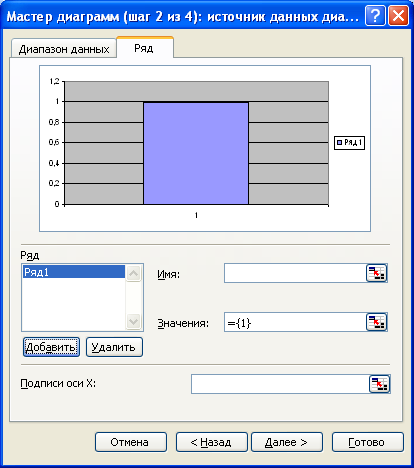 Мастер диаграмм (шаг 2 из 4): источник данных диа...
Диапазон данных
Ряд
1,2
1
0,8
0,6
0,4
0,2
0
1
Ряд1
Ряд
Ряд1
Имя:
Значения:
={1}
Добавить
Удалить
Подписи оси X:
Отмена
< Назад
Далее >
Готово